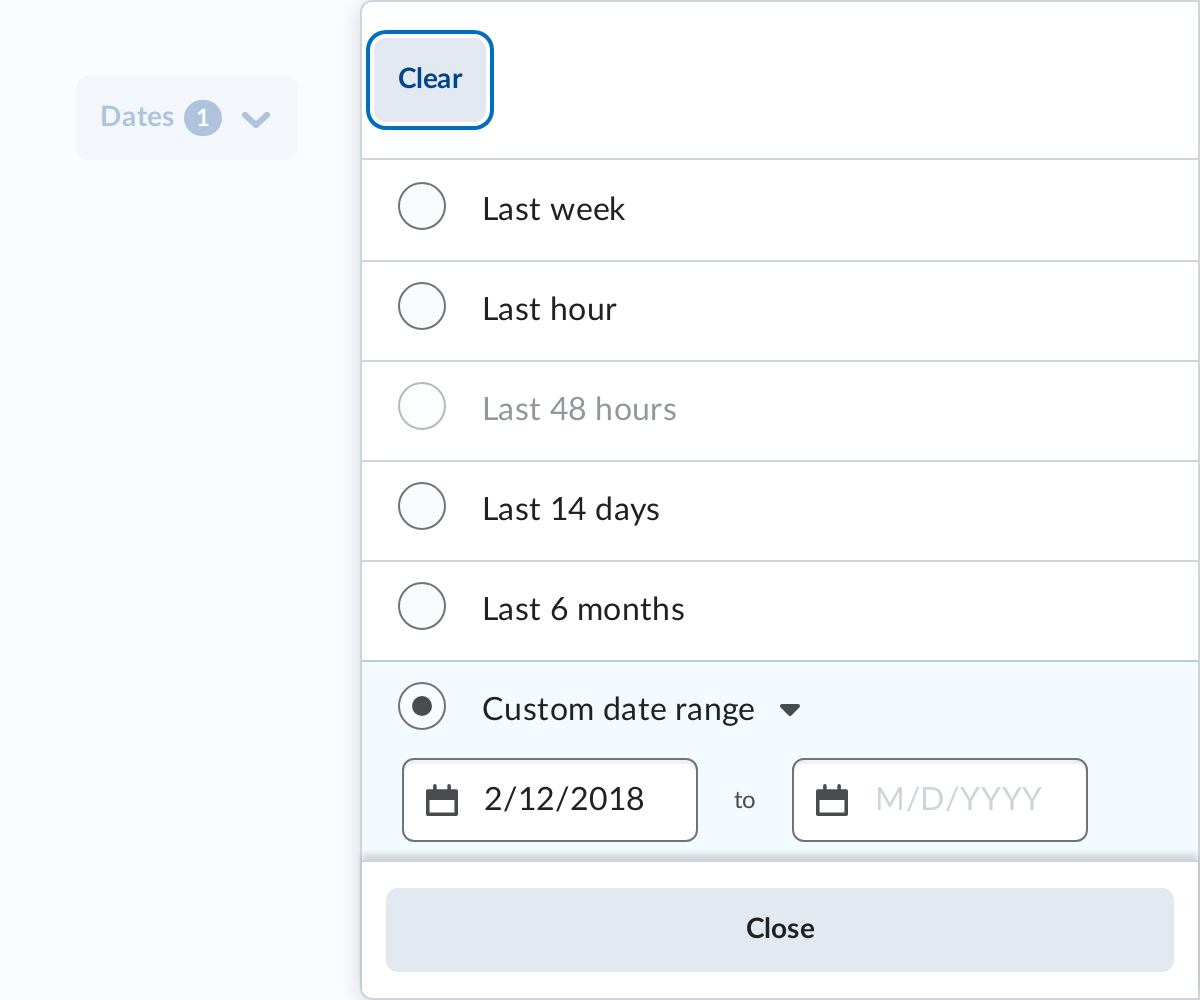 Clear
Dates 1
Last week
Last hour
Last 48 hours
Last 14 days
Last 6 months
Custom date range
2/12/2018 to M/D/YYYY
Close